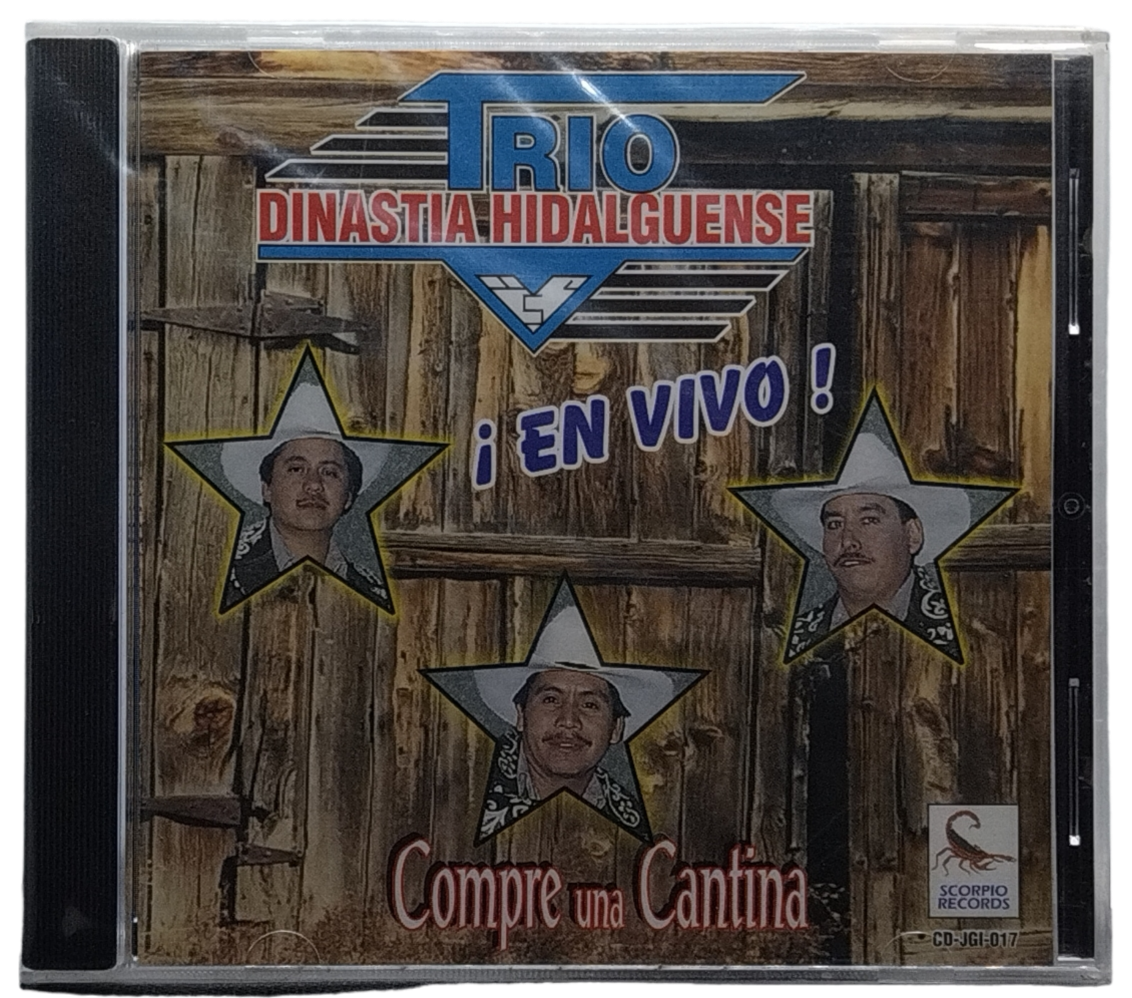 TRIO
DINASTIA HIDALGUENSE
¡EN VIVO!
Compre una Cantina
SCORPIO
RECORDS
CD-JGI-017